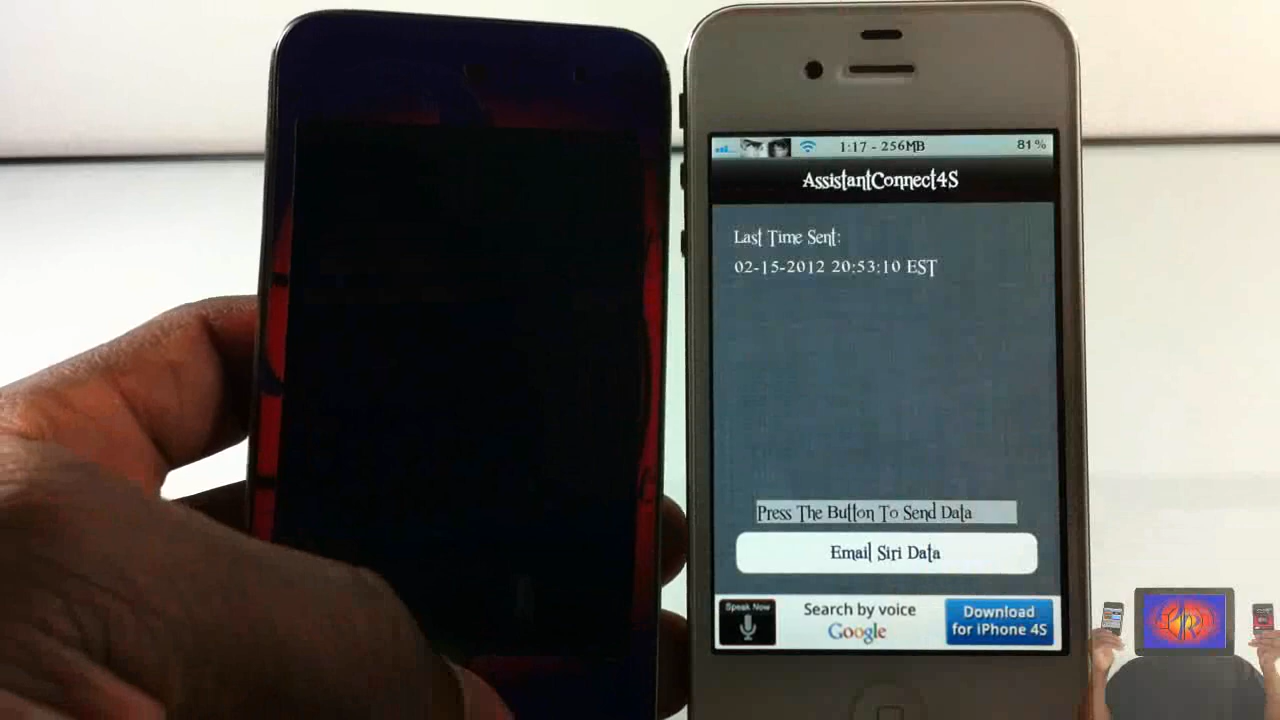 1:17 - 256MB
81%
AssistantConnect4S
Last Time Sent:
02-15-2012 20:53:10 EST
Press The Button To Send Data
Email Siri Data
Speak Now
Search by voice
Google
Download
for iPhone 4S